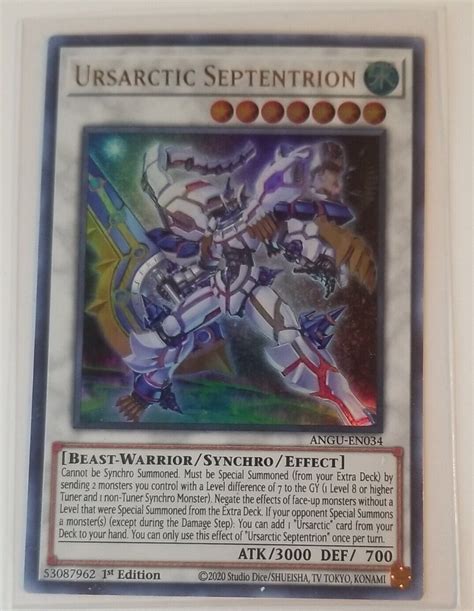 URSARCTIC SEPTENTRION
水
ANGU-EN034
[BEAST-WARRIOR/SYNCHRO/EFFECT]
Cannot be Synchro Summoned. Must be Special Summoned (from your Extra Deck) by
sending 2 monsters you control with a Level difference of 7 to the GY (1 Level 8 or higher
Tuner and 1 non-Tuner Synchro Monster). Negate the effects of face-up monsters without a
Level that were Special Summoned from the Extra Deck. If your opponent Special Summons
a monster(s) (except during the Damage Step): You can add 1 "Ursarctic" card from your
Deck to your hand. You can only use this effect of "Ursarctic Septentrion" once per turn.
ATK/3000 DEF/ 700
53087962 1st Edition ©2020 Studio Dice/SHUEISHA, TV TOKYO, KONAMI